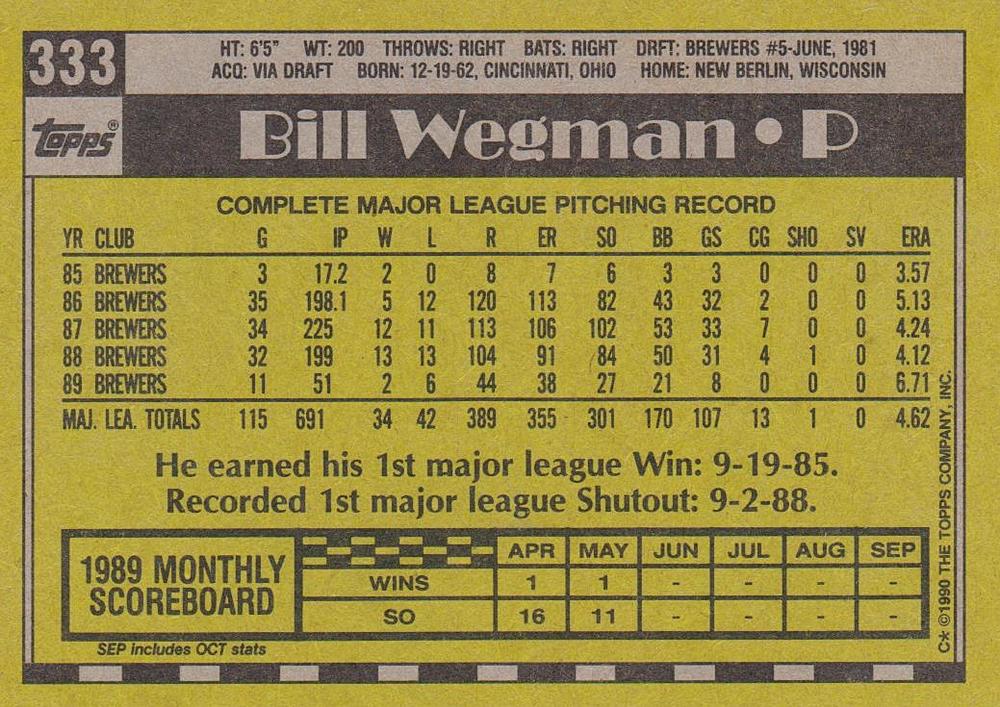 333
HT: 6'5" WT: 200 THROWS: RIGHT BATS: RIGHT DRFT: BREWERS #5-JUNE, 1981
ACQ: VIA DRAFT BORN: 12-19-62, CINCINNATI, OHIO HOME: NEW BERLIN, WISCONSIN
Topps®
Bill Wegman • P
COMPLETE MAJOR LEAGUE PITCHING RECORD
YR CLUB G IP W L R ER SO BB GS CG SHO SV ERA
85 BREWERS 3 17.2 2 0 8 7 6 3 3 0 0 0 3.57
86 BREWERS 35 198.1 5 12 120 113 82 43 32 2 0 0 5.13
87 BREWERS 34 225 12 11 113 106 102 53 33 7 0 0 4.24
88 BREWERS 32 199 13 13 104 91 84 50 31 4 1 0 4.12
89 BREWERS 11 51 2 6 44 38 27 21 8 0 0 0 6.71
MAJ. LEA. TOTALS 115 691 34 42 389 355 301 170 107 13 1 0 4.62
He earned his 1st major league Win: 9-19-85.
Recorded 1st major league Shutout: 9-2-88.
1989 MONTHLY
SCOREBOARD
APR MAY JUN JUL AUG SEP
WINS 1 1 - - - -
SO 16 11 - - - -
SEP includes OCT stats
C* ©1990 THE TOPPS COMPANY, INC.